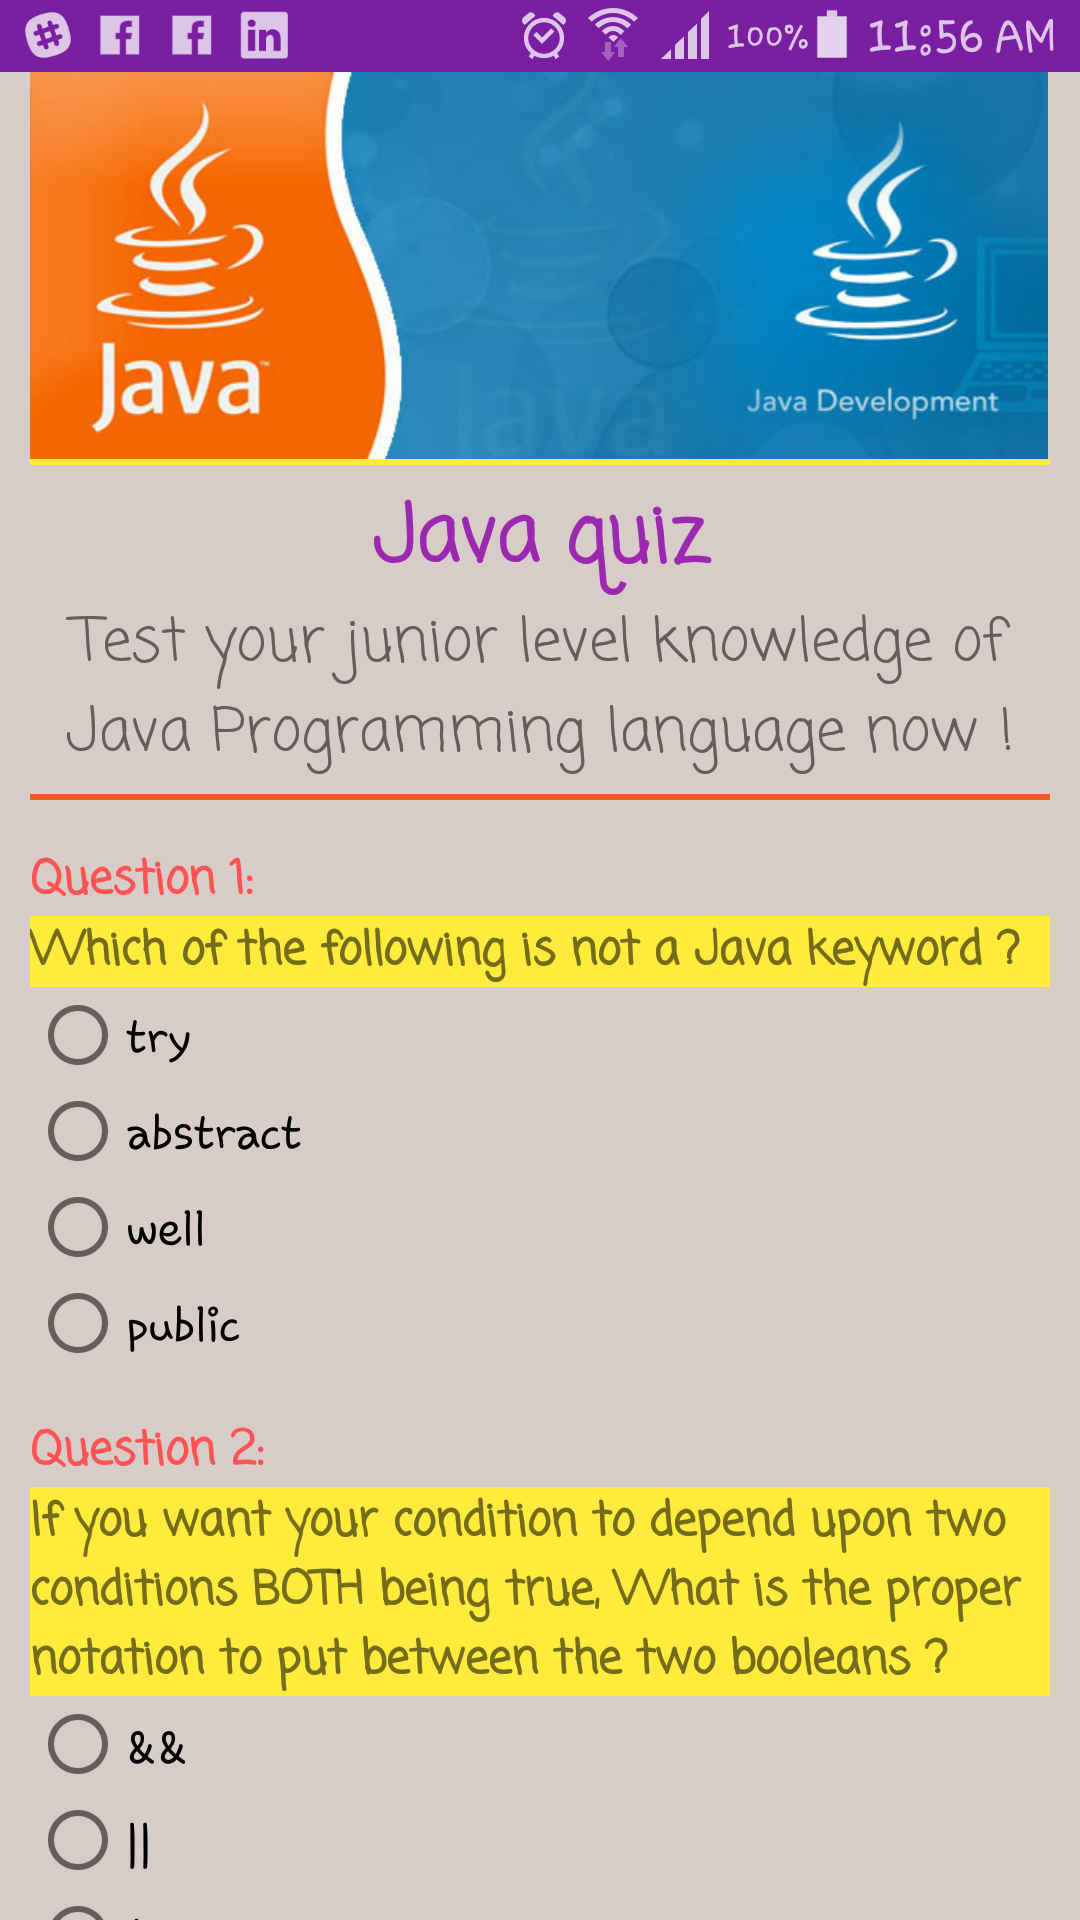 100% 11:56 AM
Java™
Java Development
Java quiz
Test your junior level knowledge of
Java Programming language now !
Question 1:
Which of the following is not a Java keyword ?
try
abstract
well
public
Question 2:
If you want your condition to depend upon two
conditions BOTH being true, What is the proper
notation to put between the two booleans ?
&&
||